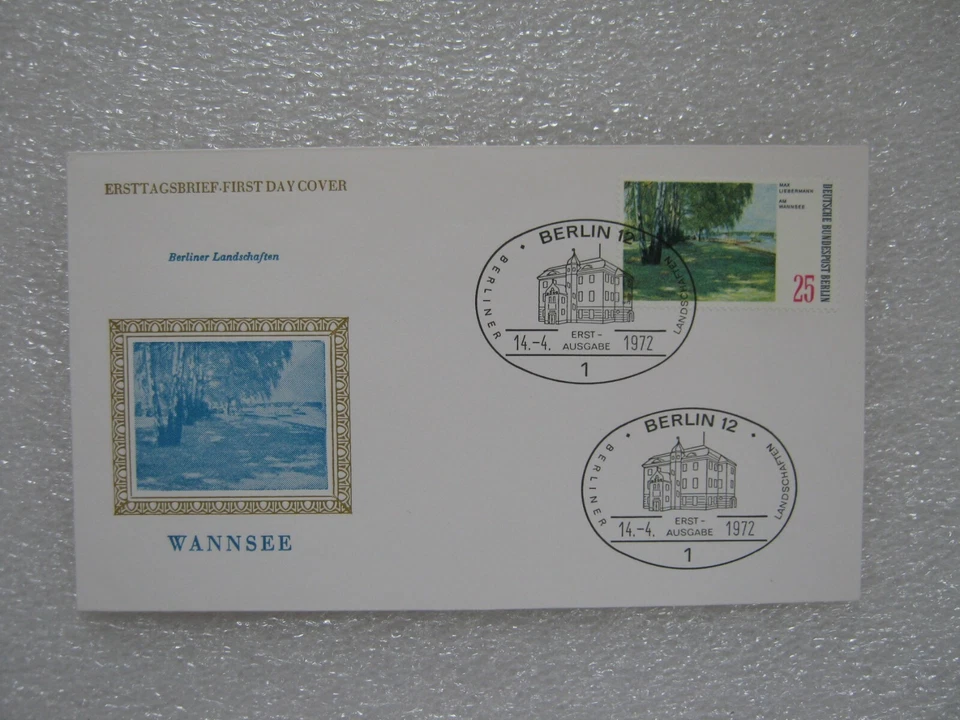 ERSTTAGSBRIEF-FIRST DAY COVER
Berliner Landschaften
WANNSEE
MAX
LIEBERMANN
AM
WANNSEE
DEUTSCHE BUNDESPOST BERLIN
25
BERLIN 12
BERLINER
LANDSCHAFTEN
ERST-
14.-4. AUSGABE 1972
1
BERLIN 12
BERLINER
LANDSCHAFTEN
ERST-
14.-4. AUSGABE 1972
1